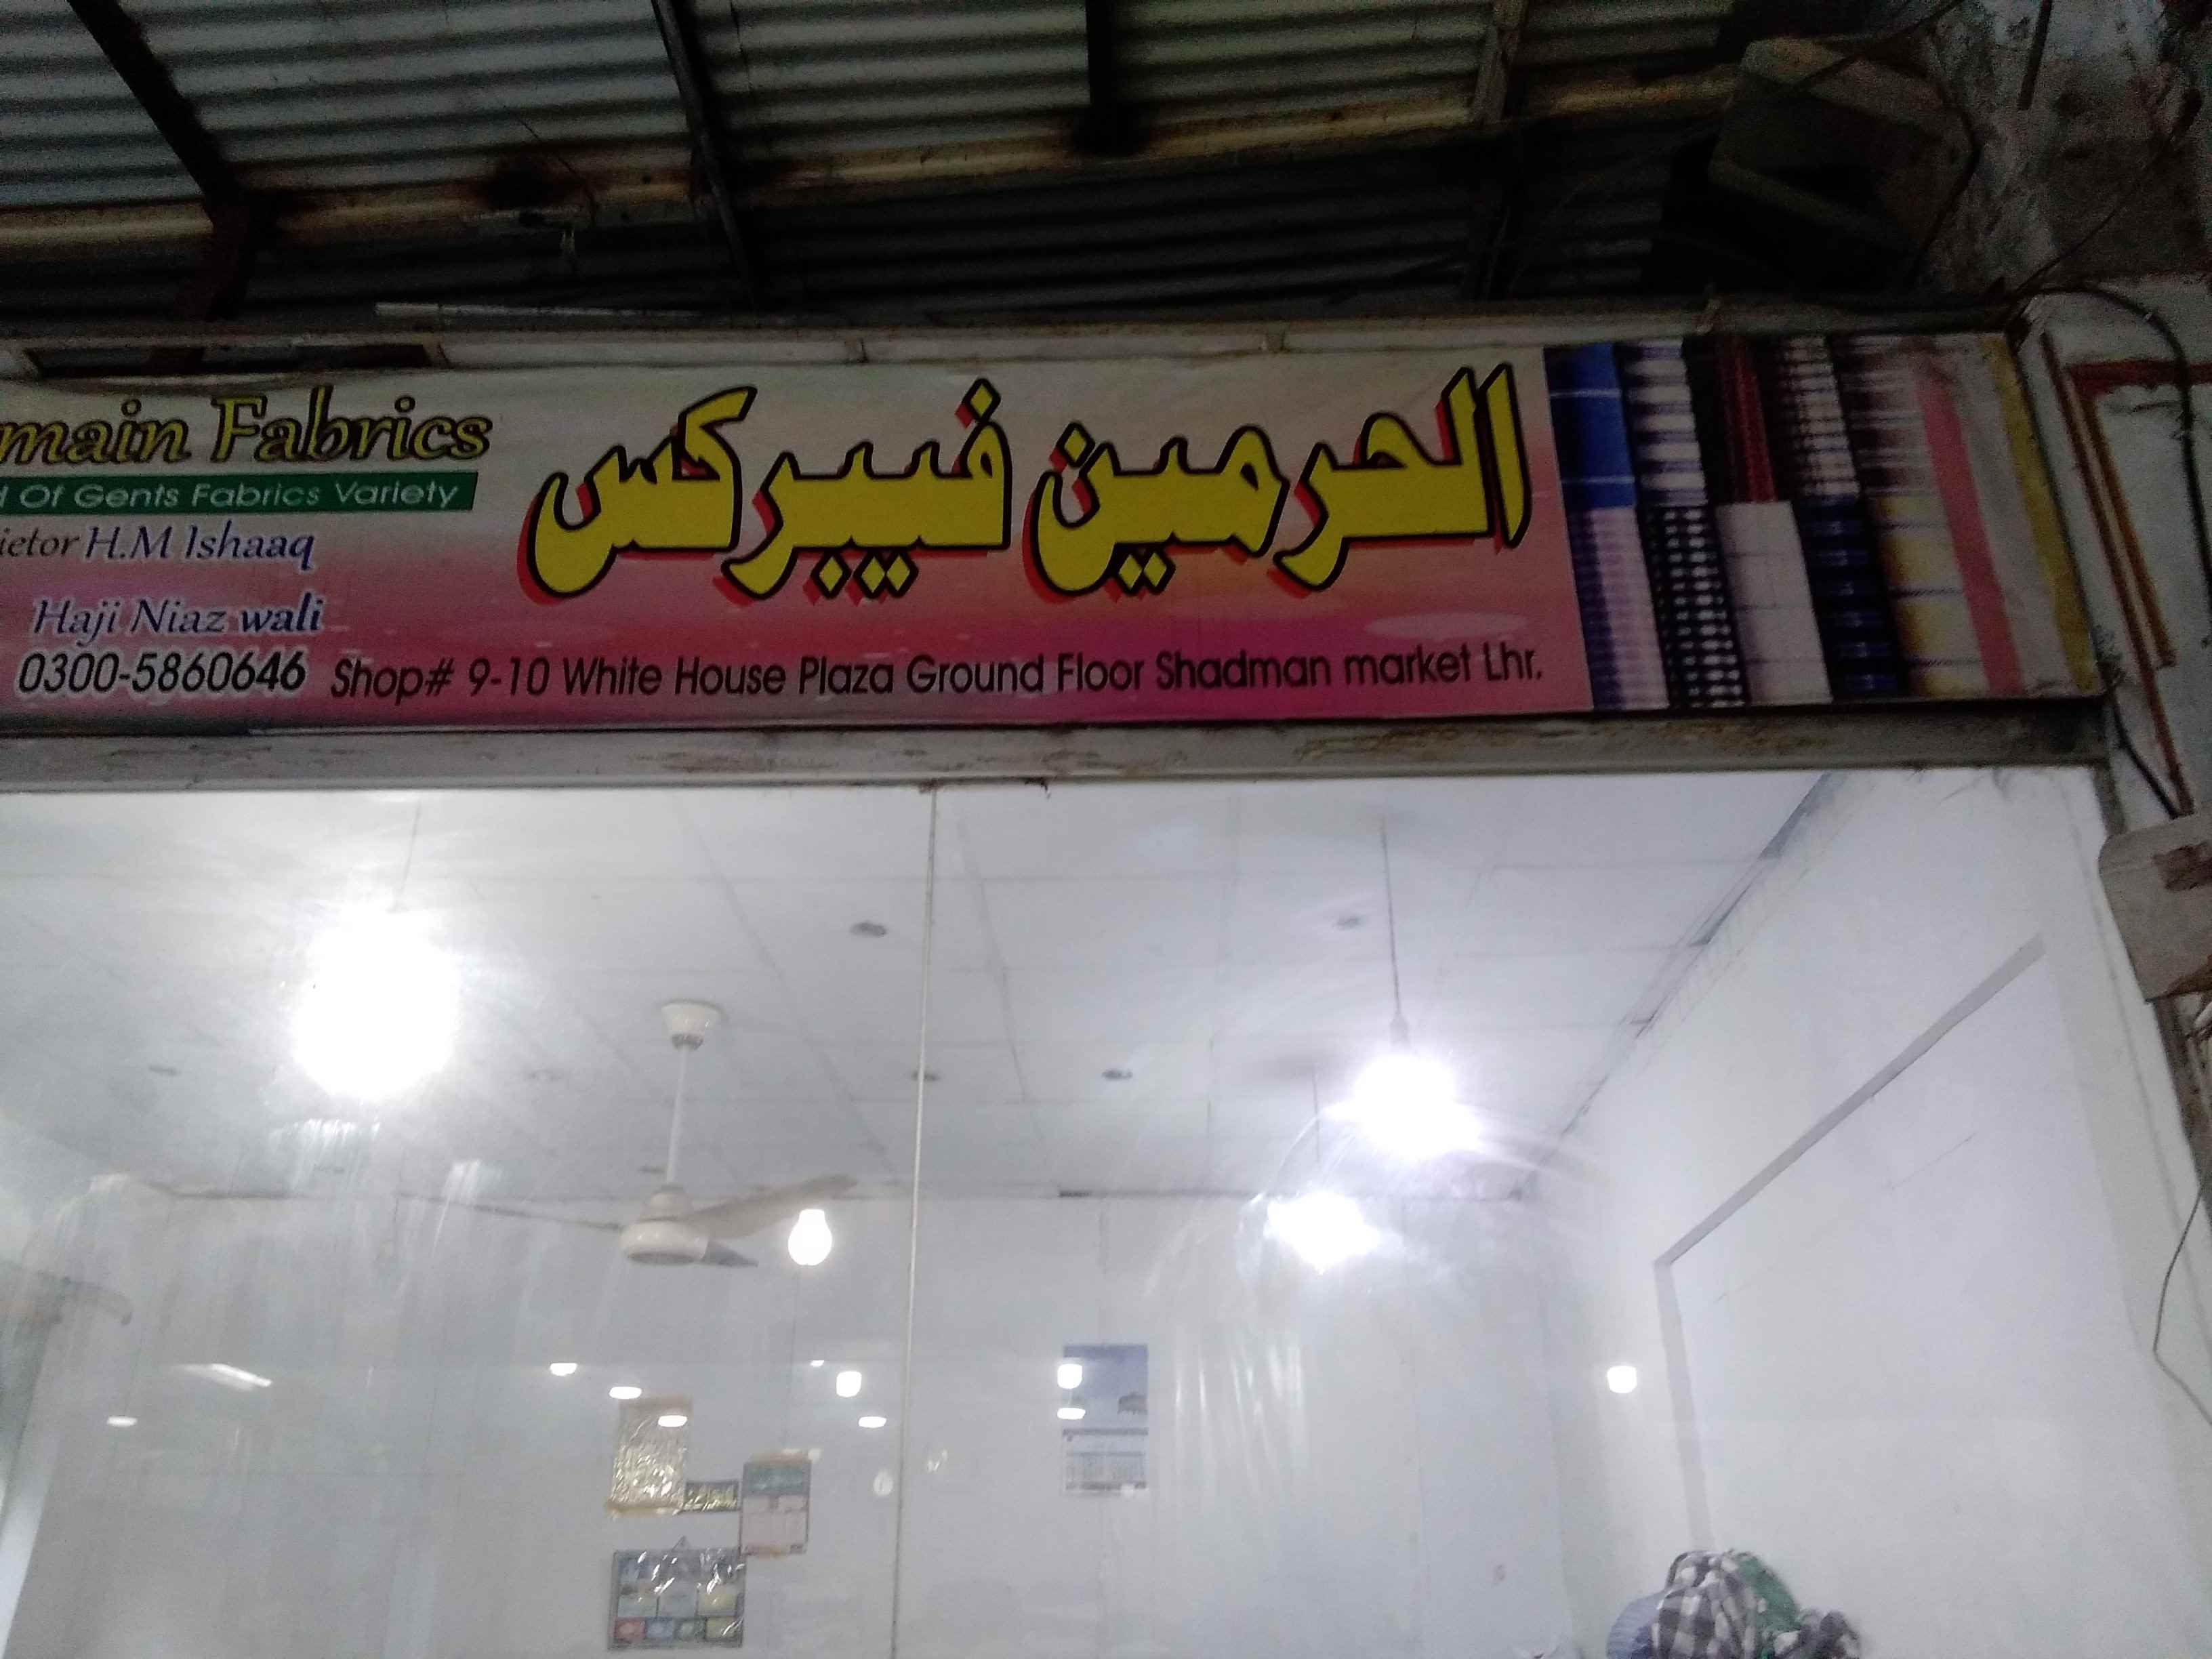 main Fabrics
Of Gents Fabrics Variety
ietor H.M Ishaaq
Haji Niaz wali
0300-5860646
الحرمین فیبرکس
Shop# 9-10 White House Plaza Ground Floor Shadman market Lhr.